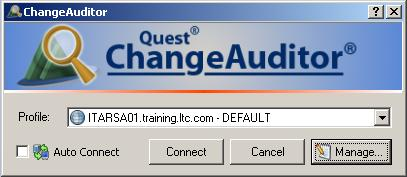 ChangeAuditor
Quest®
ChangeAuditor®
Profile: ITARSA01.training.ltc.com - DEFAULT
Auto Connect Connect Cancel Manage...